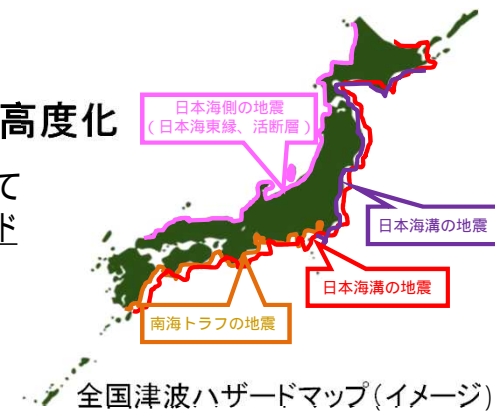 高度化
日本海側の地震
（日本海東縁、活断層）
て
ド
日本海溝の地震
日本海溝の地震
南海トラフの地震
全国津波ハザードマップ（イメージ）